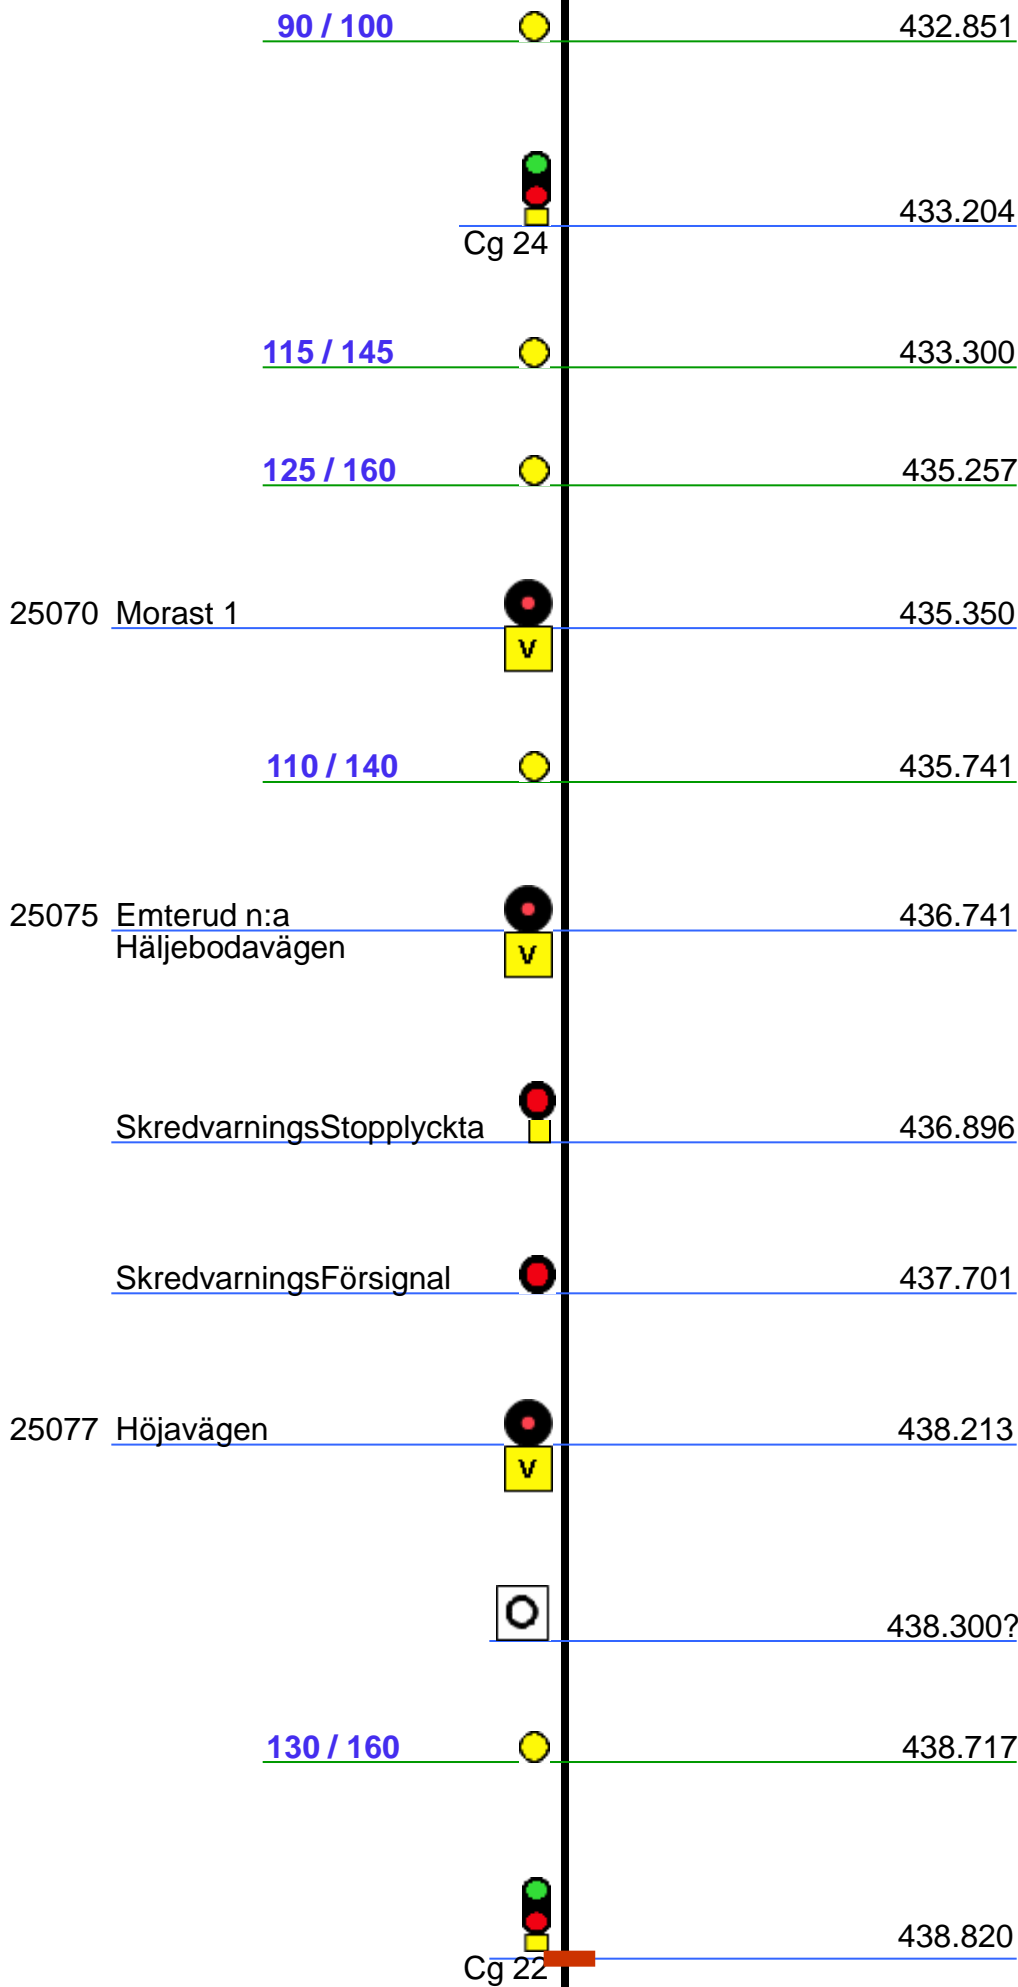 90 / 100 432.851
433.204
Cg 24
115 / 145 433.300
125 / 160 435.257
25070 Morast 1 435.350
V
110 / 140 435.741
25075 Emterud n:a 436.741
Häljebodavägen V
SkredvarningsStopplyckta 436.896
SkredvarningsFörsignal 437.701
25077 Höjavägen 438.213
V
438.300?
130 / 160 438.717
438.820
Cg 22